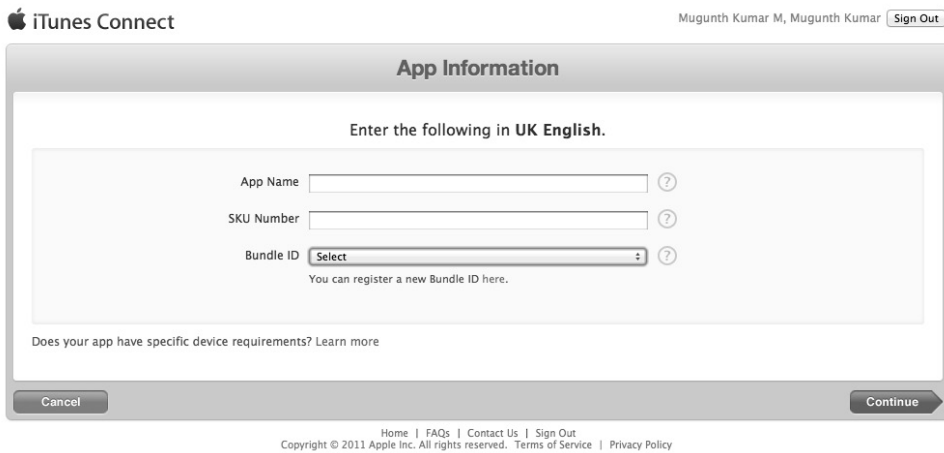 iTunes Connect
Mugunth Kumar M, Mugunth Kumar Sign Out
App Information
Enter the following in UK English.
App Name ?
SKU Number ?
Bundle ID Select ?
You can register a new Bundle ID here.
Does your app have specific device requirements? Learn more
Cancel Continue
Home | FAQs | Contact Us | Sign Out
Copyright © 2011 Apple Inc. All rights reserved. Terms of Service | Privacy Policy